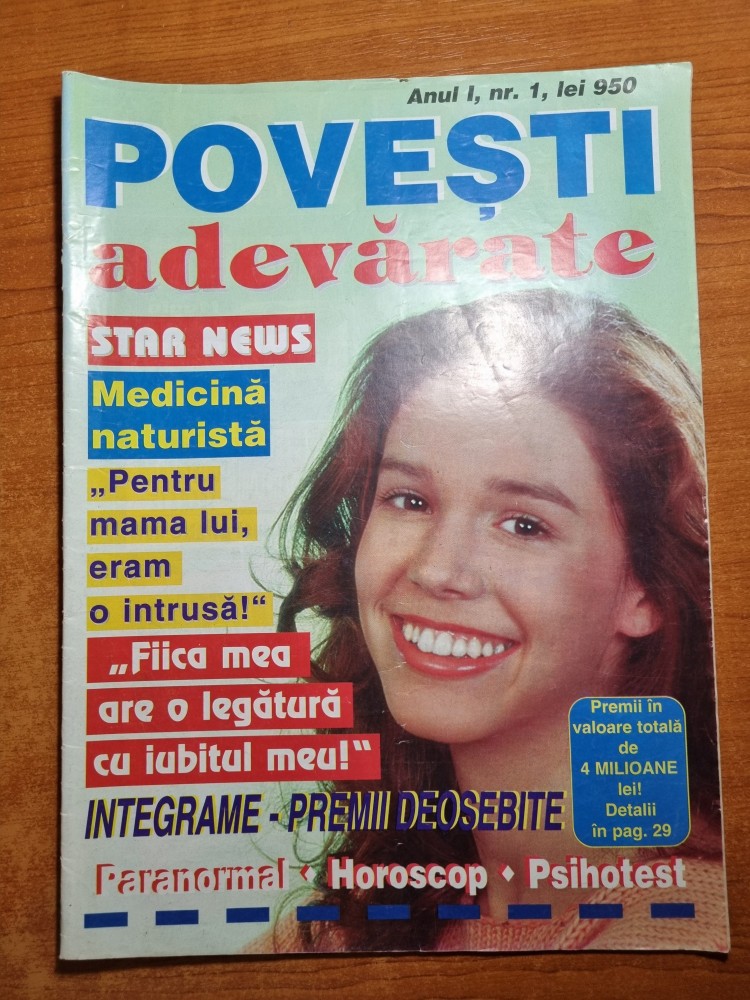 Anul I, nr. 1, lei 950
POVEȘTI
adevărate
STAR NEWS
Medicină
naturistă
„Pentru
mama lui,
eram
o intrusă!“
„Fiica mea
are o legătură
cu iubitul meu!“
Premii în
valoare totală
de
4 MILIOANE
lei!
Detalii
în pag. 29
INTEGRAME - PREMII DEOSEBITE
Paranormal ♦ Horoscop ♦ Psihotest